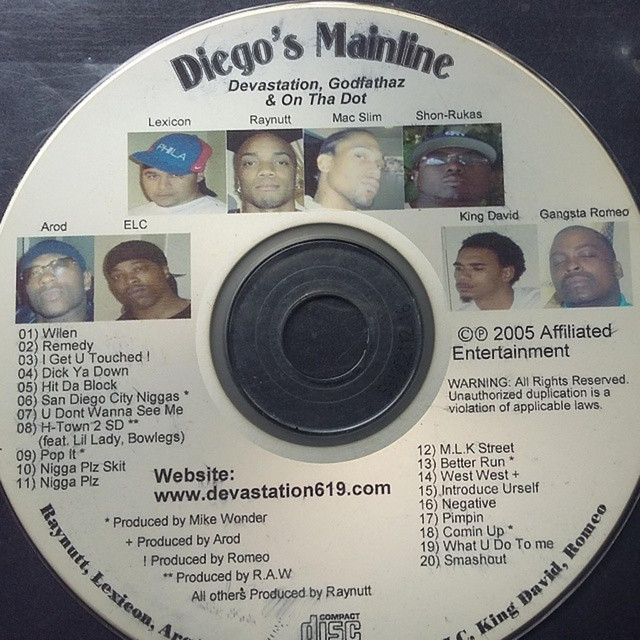 Diego's Mainline
Devastation, Godfathaz
& On Tha Dot
Lexicon Raynutt Mac Slim Shon-Rukas
PHILA
Arod ELC King David Gangsta Romeo
01) Wilen
02) Remedy
03) I Get U Touched !
04) Dick Ya Down
05) Hit Da Block
06) San Diego City Niggas *
07) U Dont Wanna See Me
08) H-Town 2 SD **
(feat. Lil Lady, Bowlegs)
09) Pop It *
10) Nigga Plz Skit
11) Nigga Plz
©℗ 2005 Affiliated
Entertainment
WARNING: All Rights Reserved.
Unauthorized duplication is a
violation of applicable laws.
12) M.L.K Street
13) Better Run *
14) West West +
15) Introduce Urself
16) Negative
17) Pimpin
18) Comin Up *
19) What U Do To me
20) Smashout
Website:
www.devastation619.com
* Produced by Mike Wonder
+ Produced by Arod
! Produced by Romeo
** Produced by R.A.W
All others Produced by Raynutt
Raynutt, Lexicon, King David, Romeo
COMPACT
disc